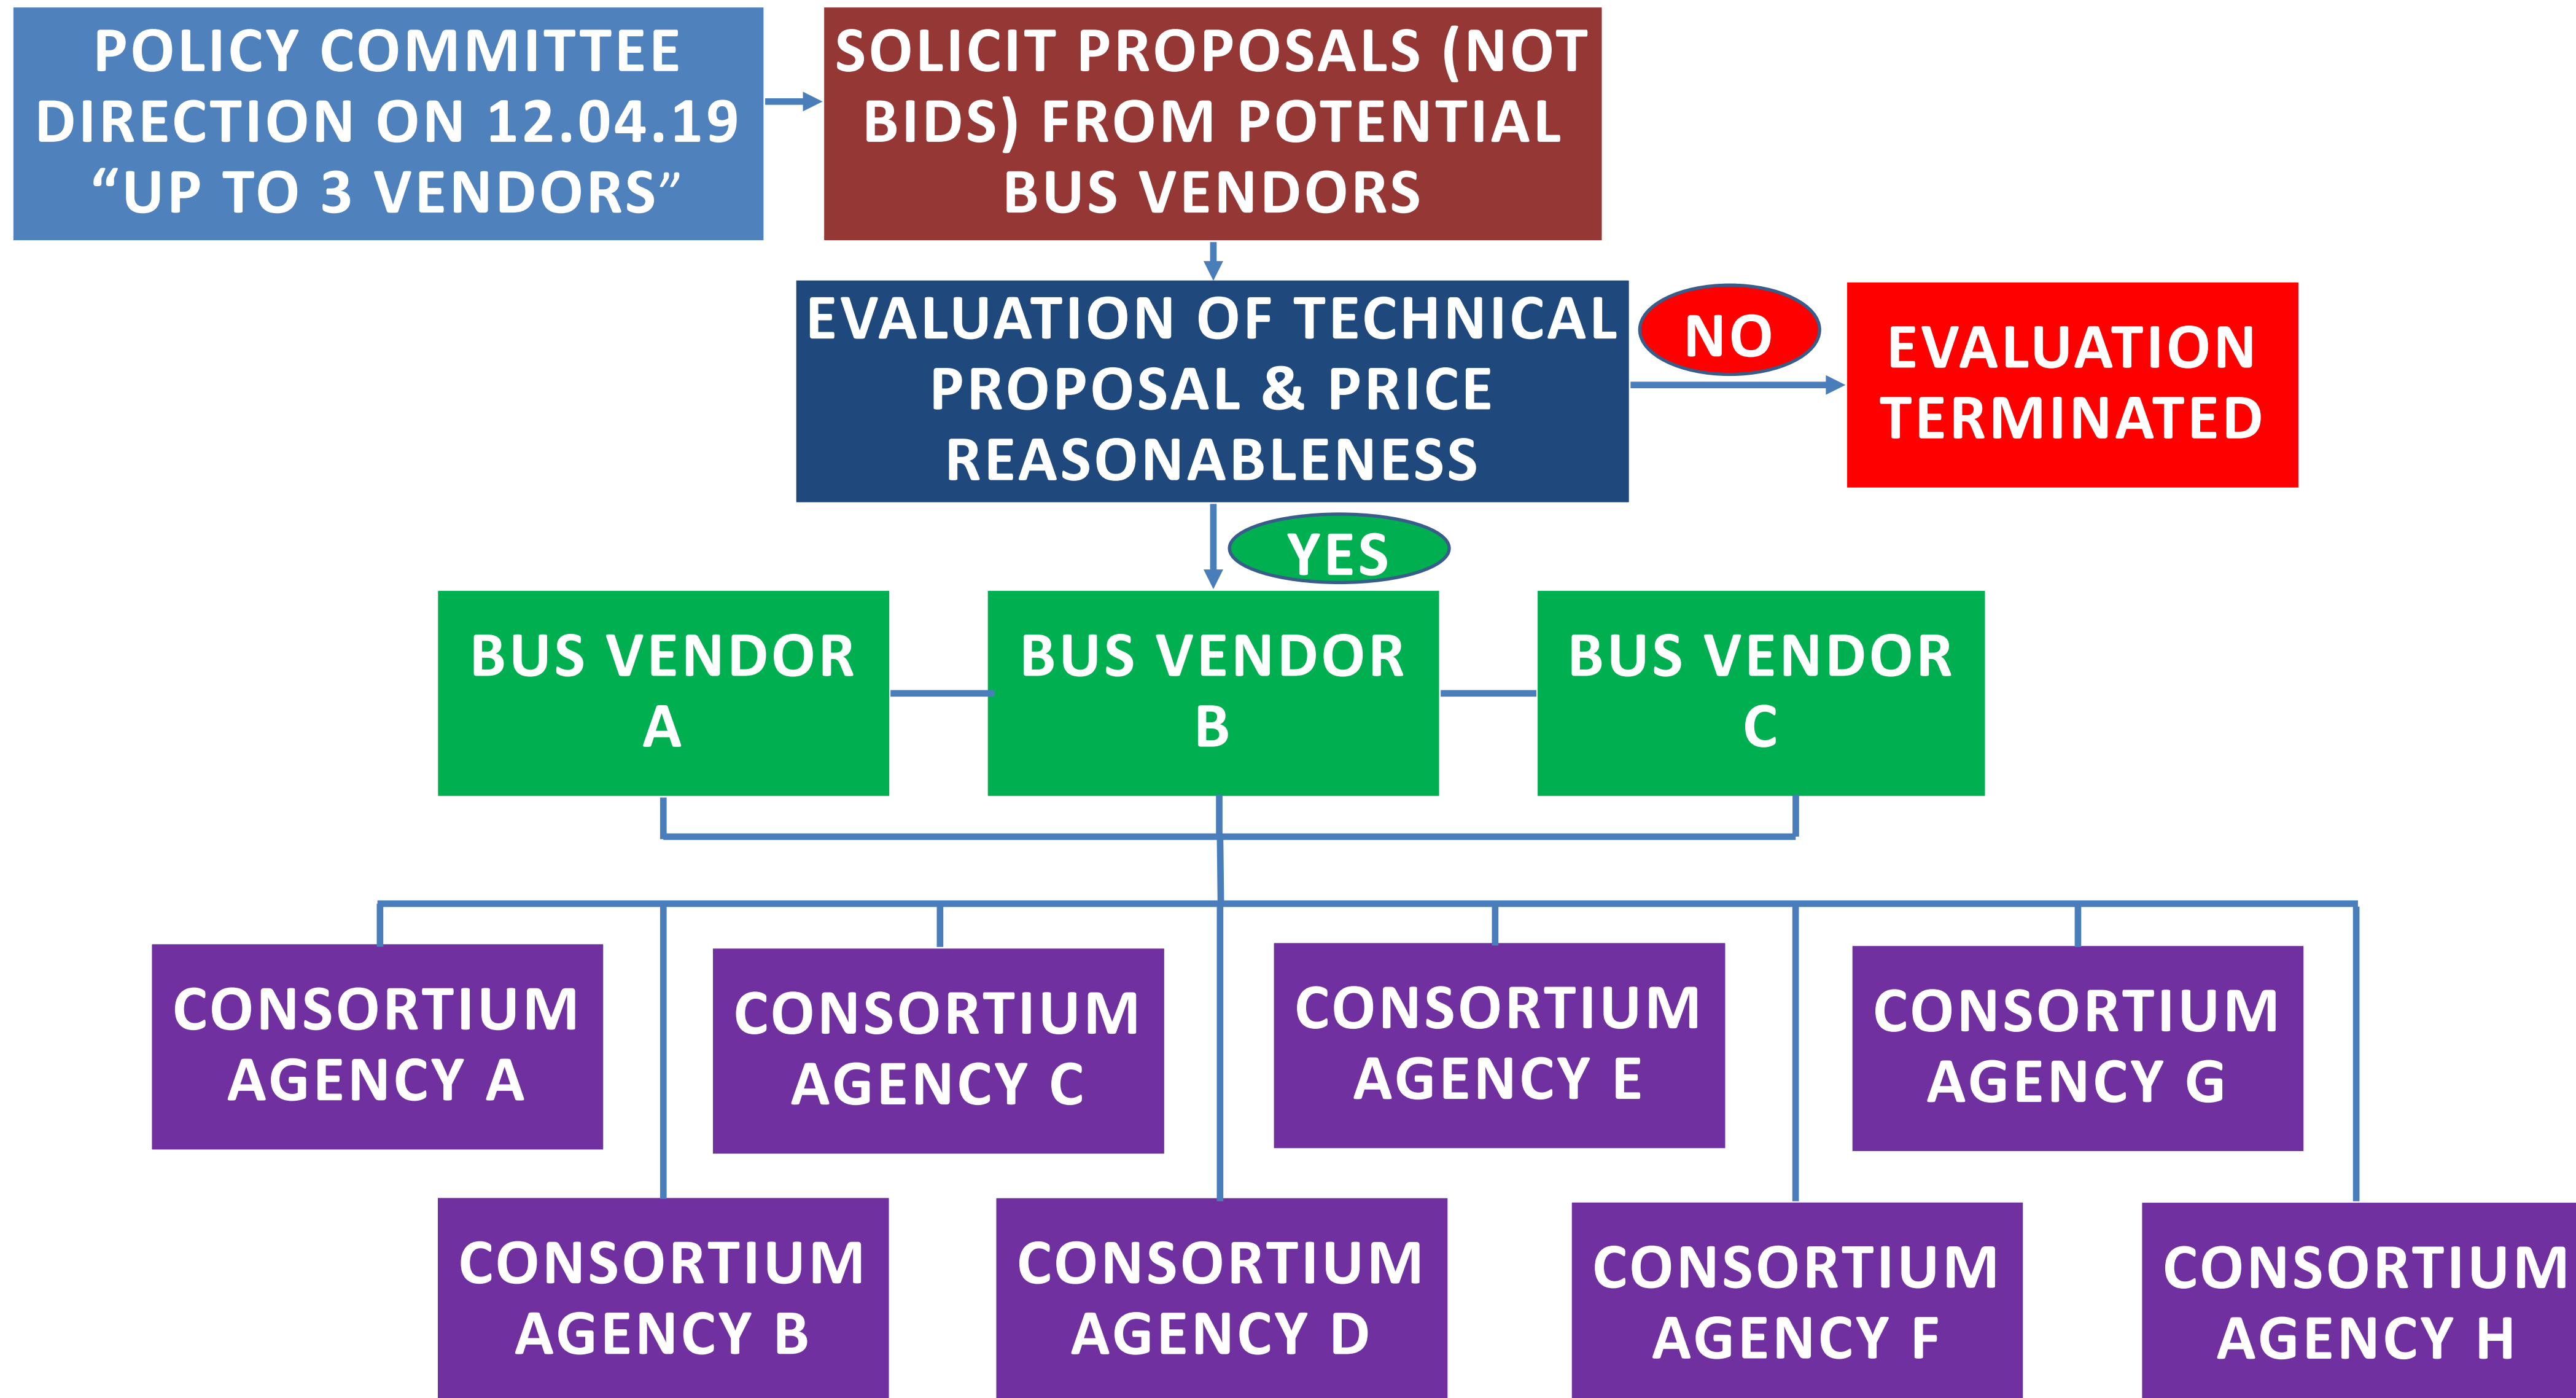 POLICY COMMITTEE
DIRECTION ON 12.04.19
“UP TO 3 VENDORS”
SOLICIT PROPOSALS (NOT
BIDS) FROM POTENTIAL
BUS VENDORS
EVALUATION OF TECHNICAL
PROPOSAL & PRICE
REASONABLENESS
NO
EVALUATION
TERMINATED
YES
BUS VENDOR
A
BUS VENDOR
B
BUS VENDOR
C
CONSORTIUM
AGENCY A
CONSORTIUM
AGENCY C
CONSORTIUM
AGENCY E
CONSORTIUM
AGENCY G
CONSORTIUM
AGENCY B
CONSORTIUM
AGENCY D
CONSORTIUM
AGENCY F
CONSORTIUM
AGENCY H